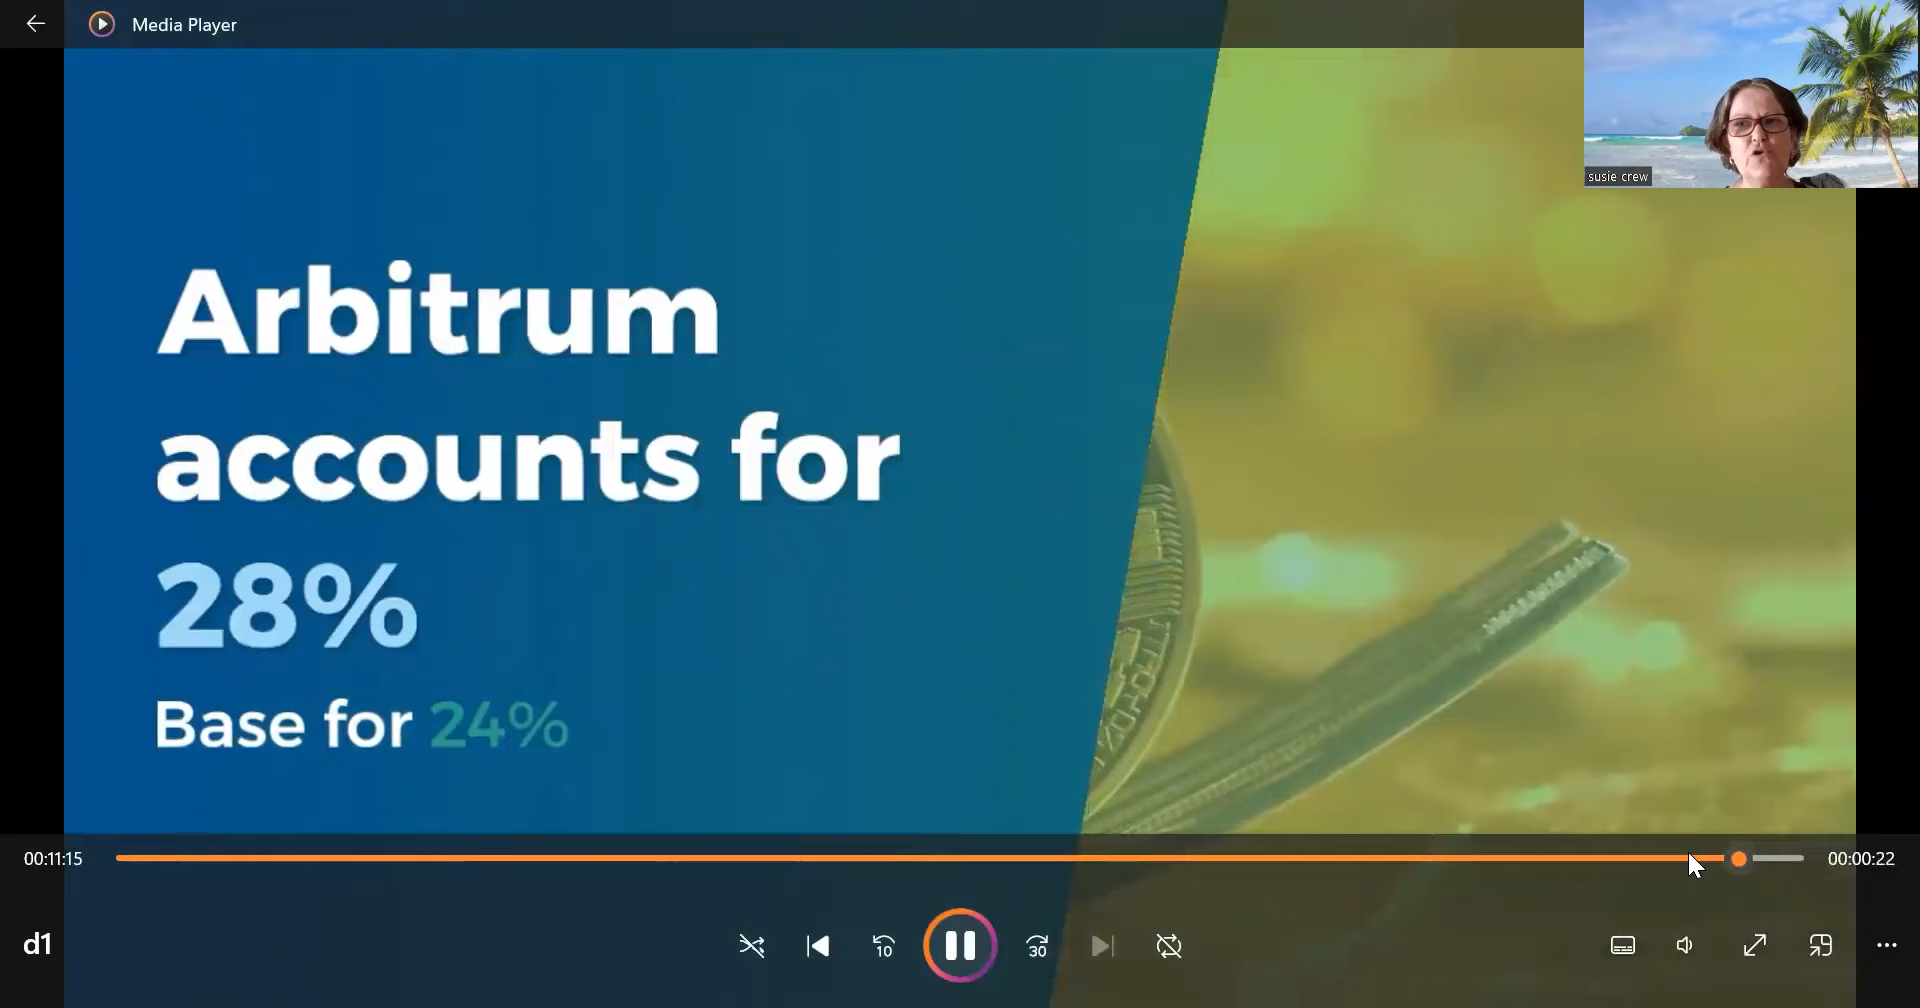 Media Player
susie crew
Arbitrum
accounts for
28%
Base for 24%
00:11:15
00:00:22
d1
10
30